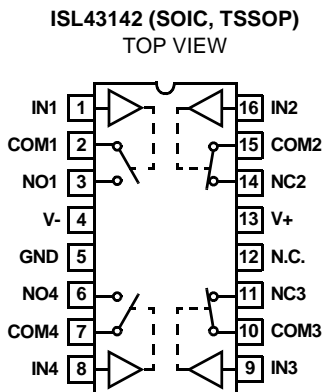 ISL43142 (SOIC, TSSOP)
TOP VIEW
IN1 1 16 IN2
COM1 2 15 COM2
NO1 3 14 NC2
V- 4 13 V+
GND 5 12 N.C.
NO4 6 11 NC3
COM4 7 10 COM3
IN4 8 9 IN3